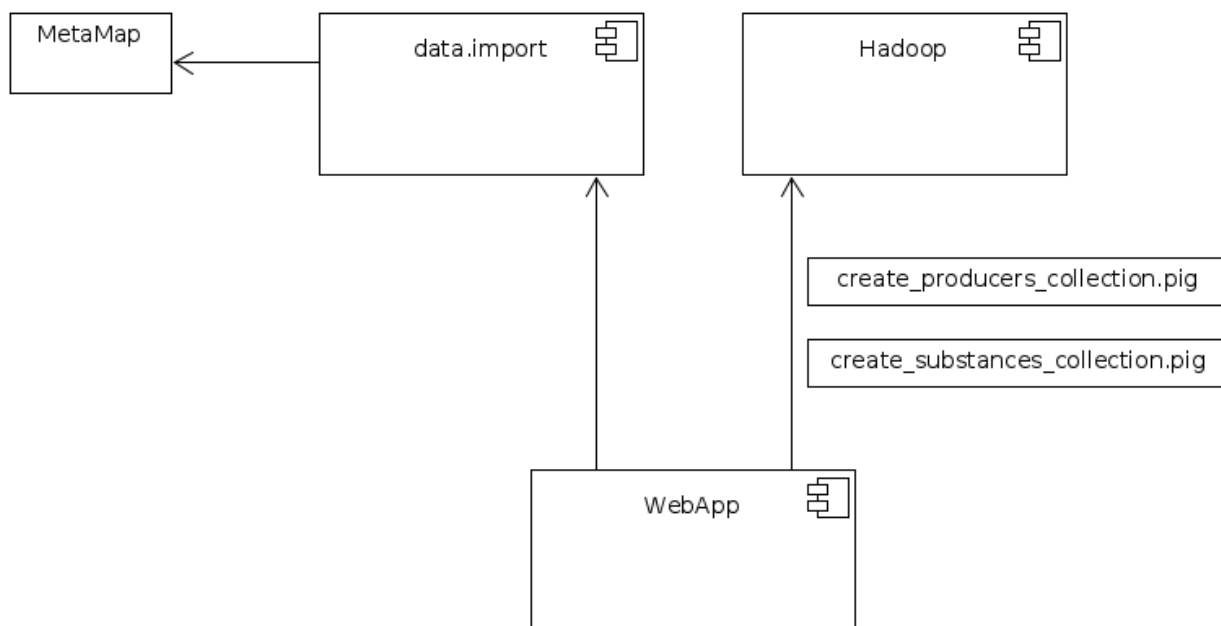 MetaMap
data.import
Hadoop
create_producers_collection.pig
create_substances_collection.pig
WebApp